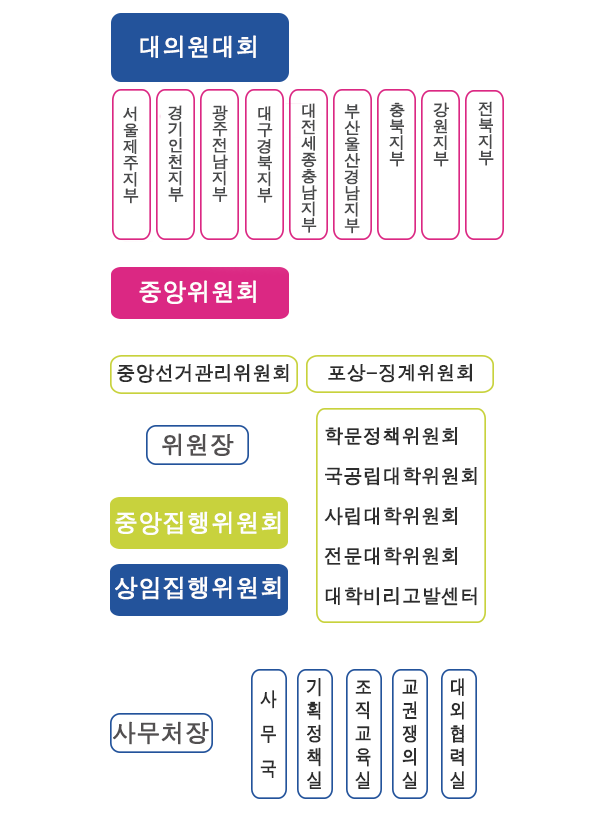 대의원대회
서울제주지부
경기인천지부
광주전남지부
대구경북지부
대전세종충남지부
부산울산경남지부
충북지부
강원지부
전북지부
중앙위원회
중앙선거관리위원회
포상–징계위원회
위원장
중앙집행위원회
상임집행위원회
학문정책위원회
국공립대학위원회
사립대학위원회
전문대학위원회
대학비리고발센터
사무처장
사무국
기획정책실
조직교육실
교권쟁의실
대외협력실